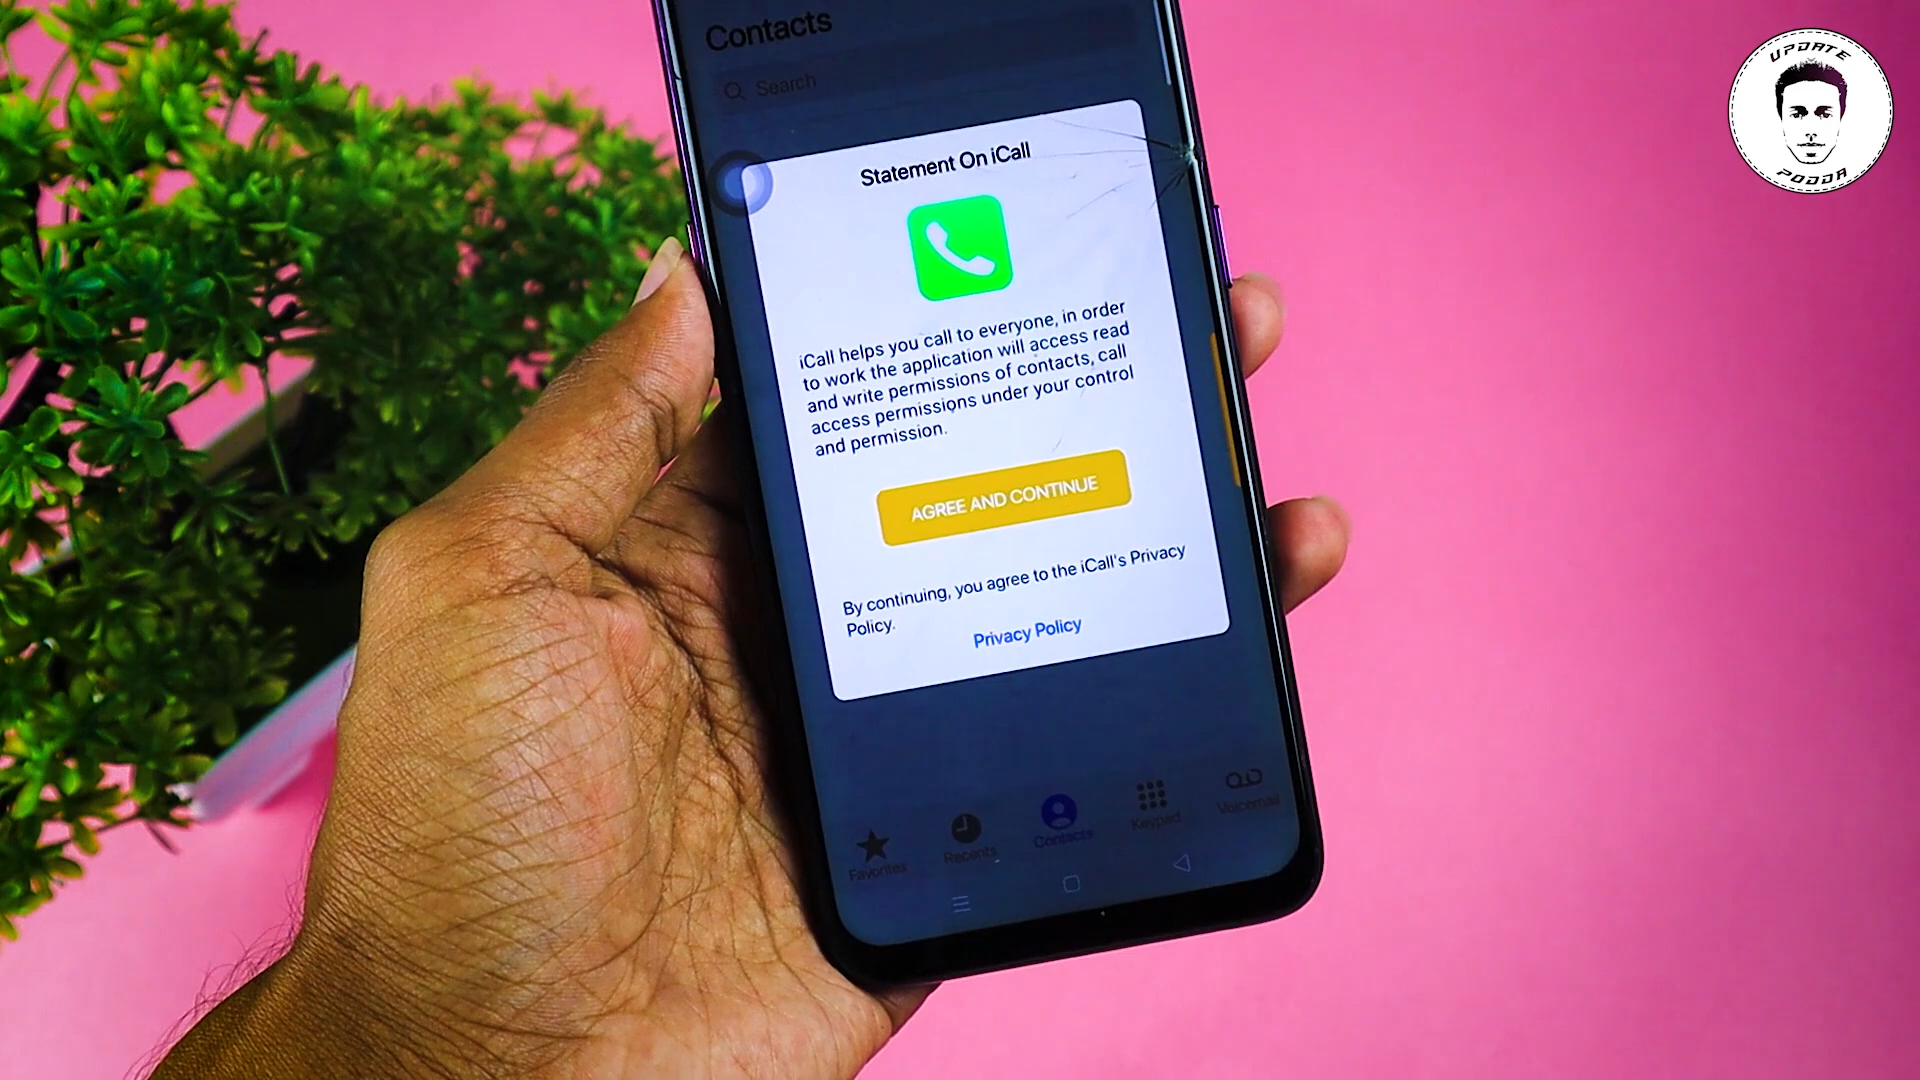 Contacts
Search
Statement On iCall
iCall helps you call to everyone, in order
to work the application will access read
and write permissions of contacts, call
access permissions under your control
and permission.
AGREE AND CONTINUE
By continuing, you agree to the iCall's Privacy
Policy.
Privacy Policy
Favorites
Recents
Contacts
Keypad
Voicemail
UPDATE
PODDA